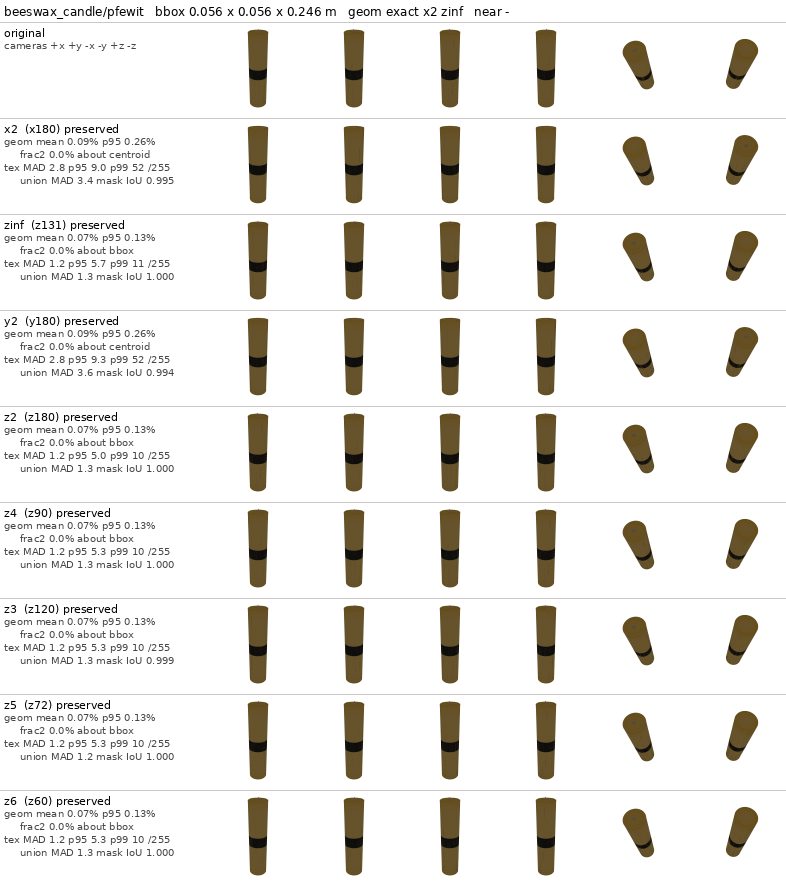 beeswax_candle/pfewit   bbox 0.056 x 0.056 x 0.246 m   geom exact x2 zinf   near -
original
cameras +x +y -x -y +z -z
x2  (x180) preserved
geom mean 0.09% p95 0.26%
frac2 0.0% about centroid
tex MAD 2.8 p95 9.0 p99 52 /255
union MAD 3.4 mask IoU 0.995
zinf  (z131) preserved
geom mean 0.07% p95 0.13%
frac2 0.0% about bbox
tex MAD 1.2 p95 5.7 p99 11 /255
union MAD 1.3 mask IoU 1.000
y2  (y180) preserved
geom mean 0.09% p95 0.26%
frac2 0.0% about centroid
tex MAD 2.8 p95 9.3 p99 52 /255
union MAD 3.6 mask IoU 0.994
z2  (z180) preserved
geom mean 0.07% p95 0.13%
frac2 0.0% about bbox
tex MAD 1.2 p95 5.0 p99 10 /255
union MAD 1.3 mask IoU 1.000
z4  (z90) preserved
geom mean 0.07% p95 0.13%
frac2 0.0% about bbox
tex MAD 1.2 p95 5.3 p99 10 /255
union MAD 1.3 mask IoU 1.000
z3  (z120) preserved
geom mean 0.07% p95 0.13%
frac2 0.0% about bbox
tex MAD 1.2 p95 5.3 p99 10 /255
union MAD 1.3 mask IoU 0.999
z5  (z72) preserved
geom mean 0.07% p95 0.13%
frac2 0.0% about bbox
tex MAD 1.2 p95 5.3 p99 10 /255
union MAD 1.2 mask IoU 1.000
z6  (z60) preserved
geom mean 0.07% p95 0.13%
frac2 0.0% about bbox
tex MAD 1.2 p95 5.3 p99 10 /255
union MAD 1.3 mask IoU 1.000